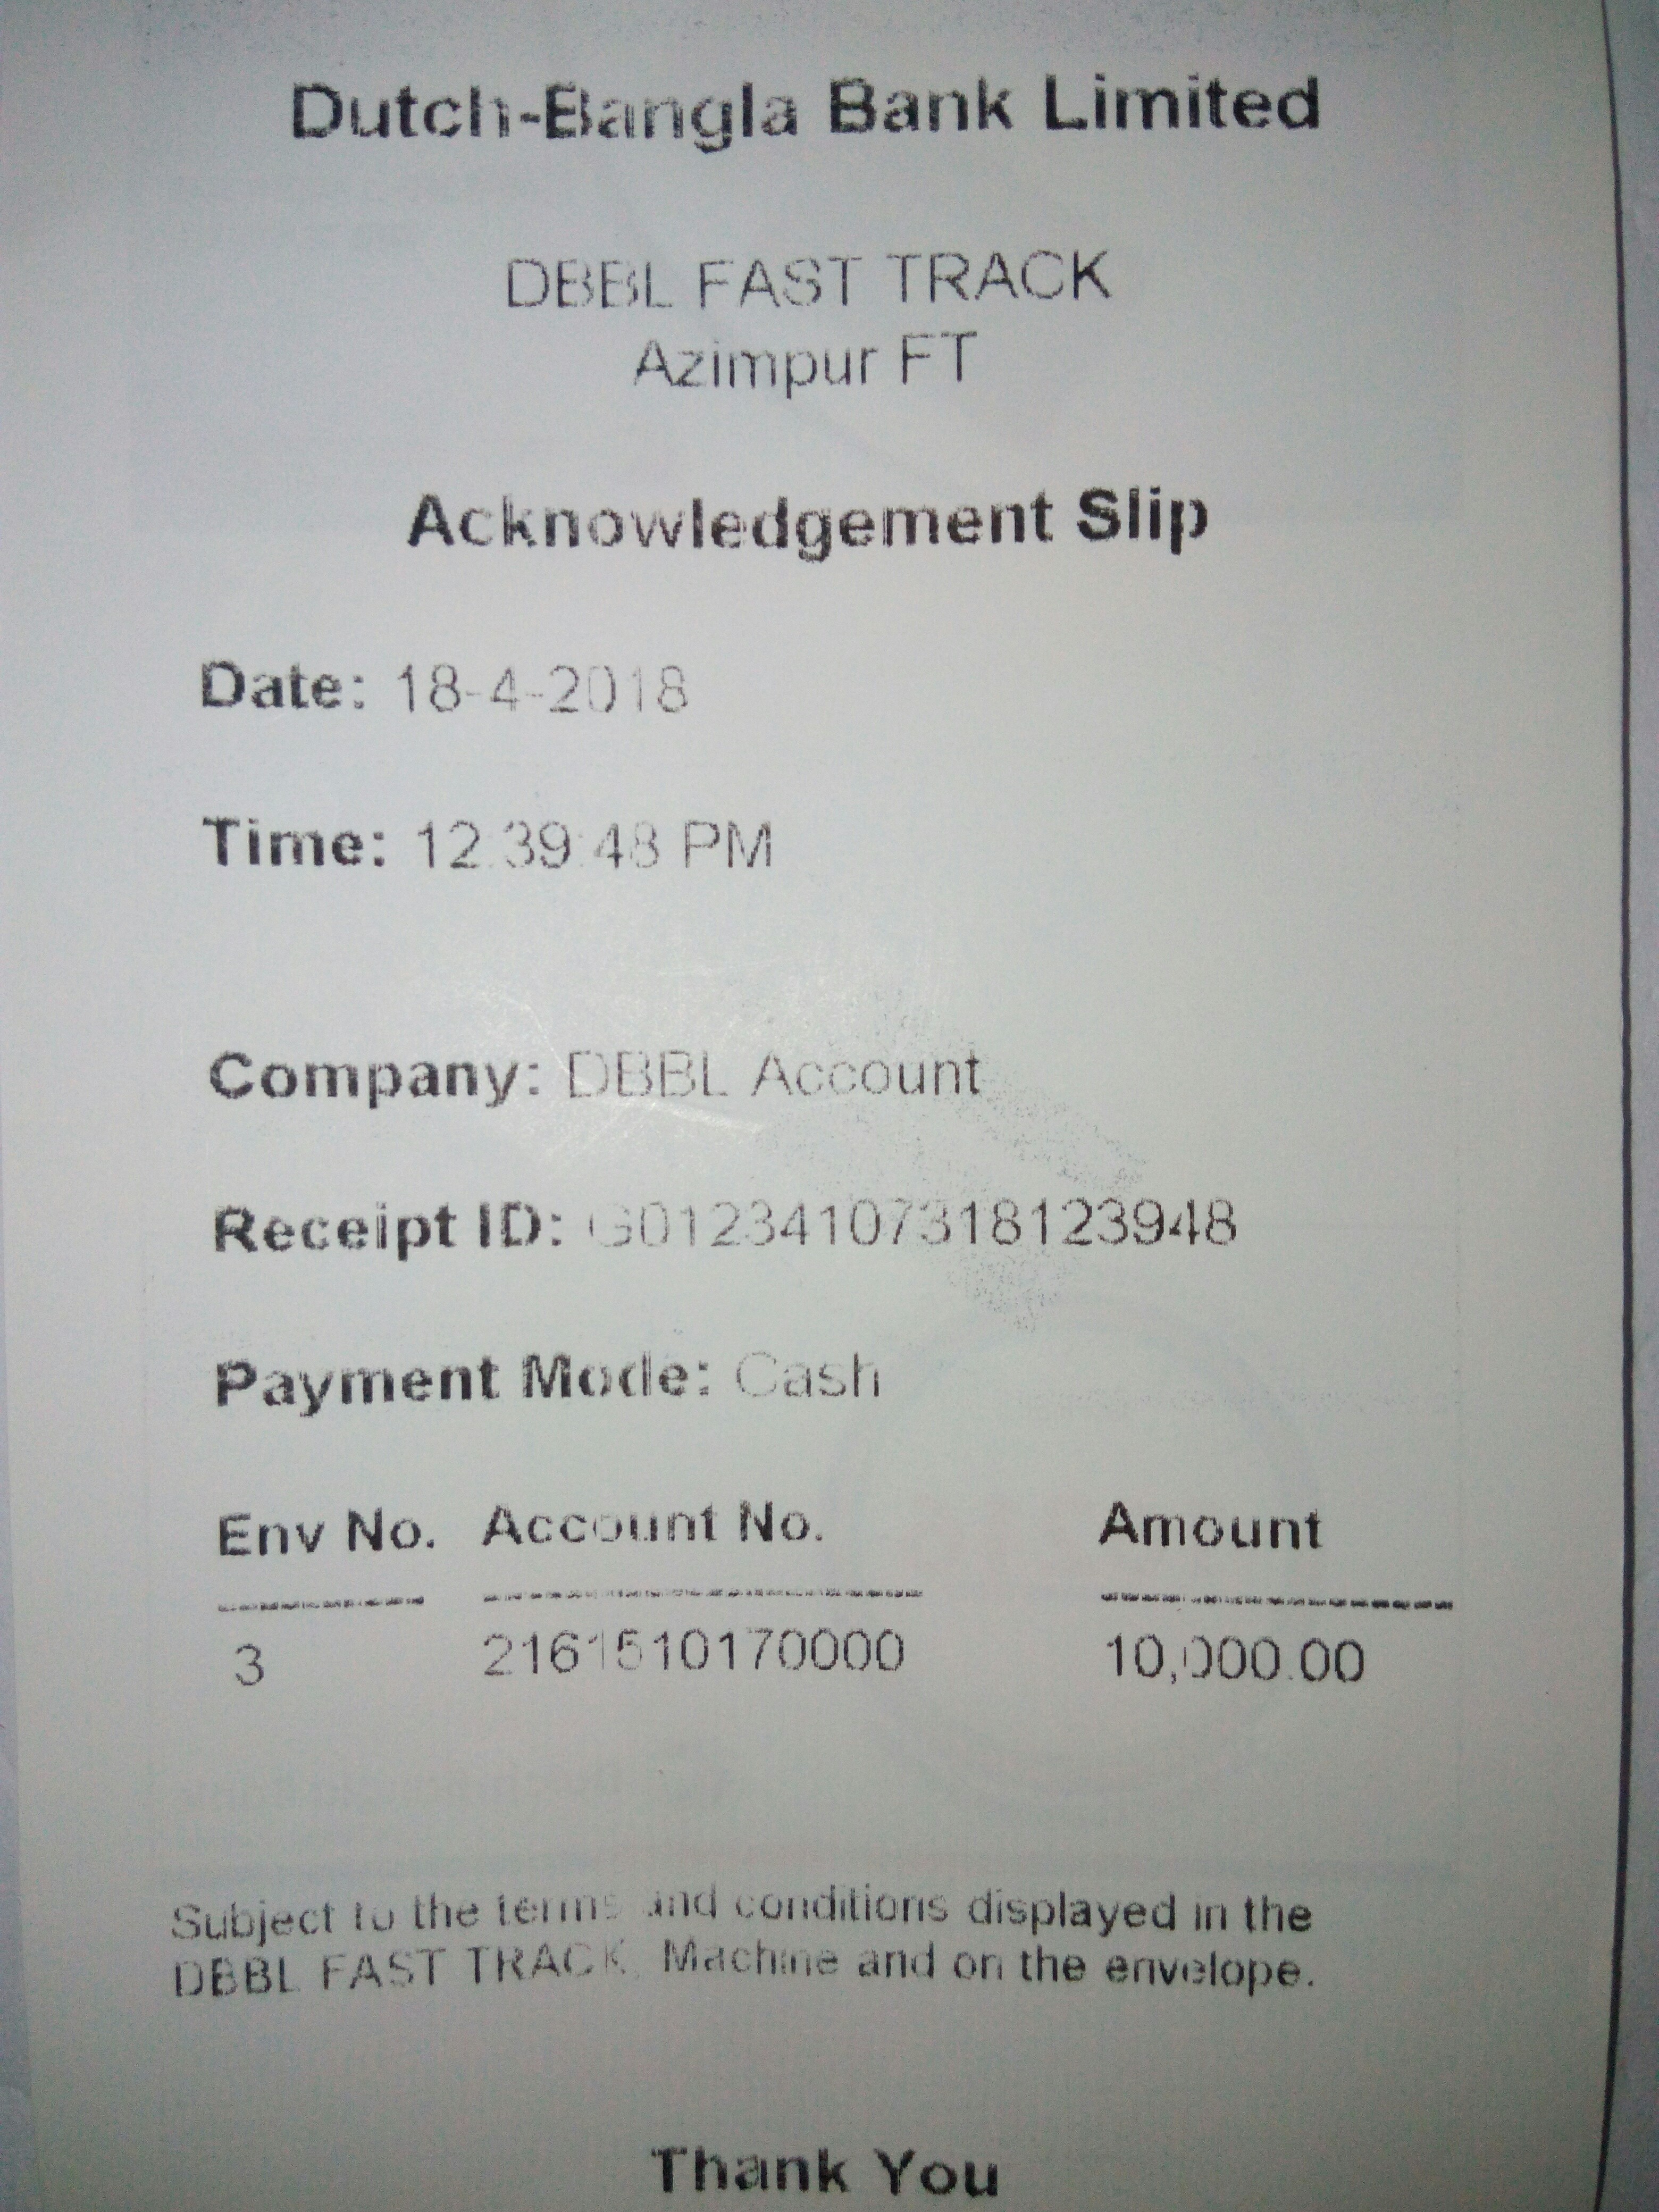 Dutch-Bangla Bank Limited
DBBL FAST TRACK
Azimpur FT
Acknowledgement Slip
Date: 18-4-2018
Time: 12:39:48 PM
Company: DBBL Account
Receipt ID: G01234107318123948
Payment Mode: Cash
Env No. Account No. Amount
3 2161510170000 10,000.00
Subject to the terms and conditions displayed in the
DBBL FAST TRACK, Machine and on the envelope.
Thank You